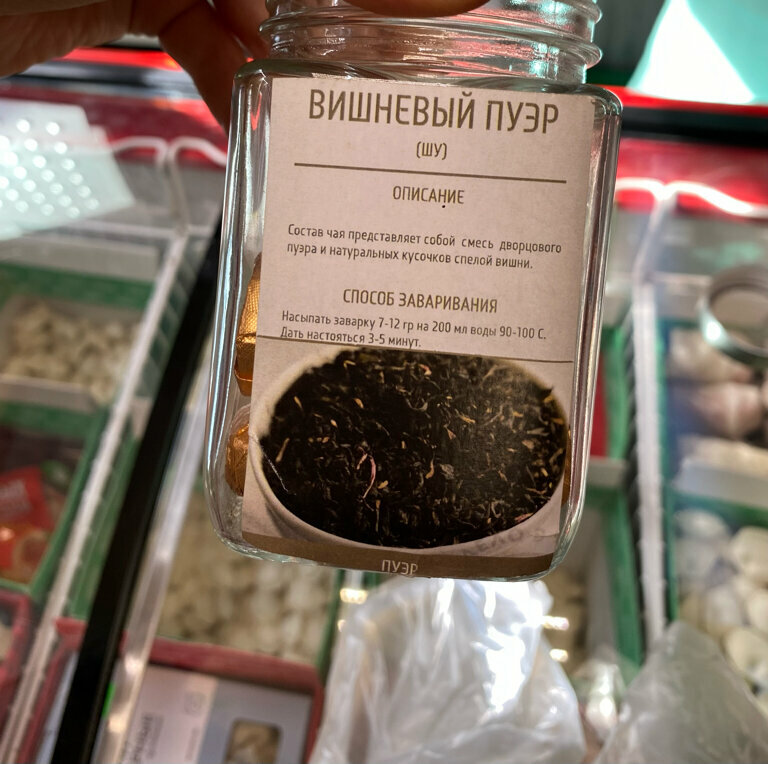 ВИШНЕВЫЙ ПУЭР
(ШУ)
ОПИСАНИЕ
Состав чая представляет собой смесь дворцового
пуэра и натуральных кусочков спелой вишни.
СПОСОБ ЗАВАРИВАНИЯ
Насыпать заварку 7-12 гр на 200 мл воды 90-100 С.
Дать настояться 3-5 минут.
ПУЭР